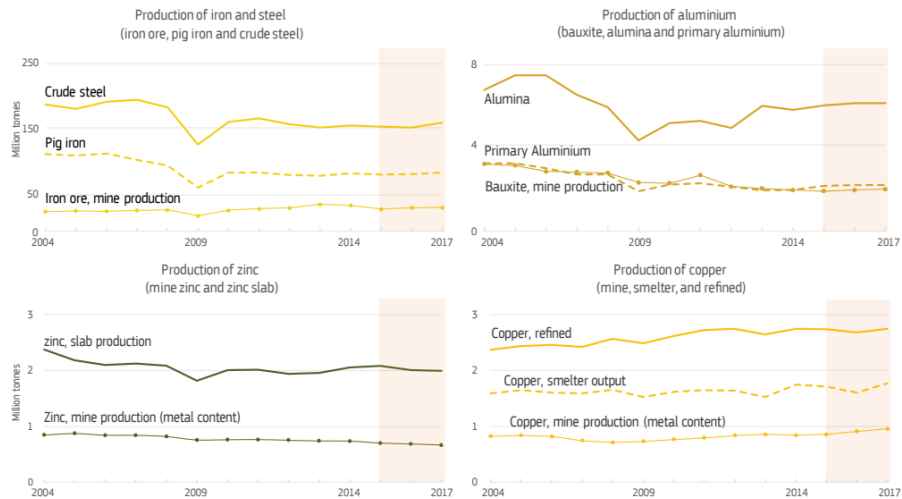 Production of iron and steel
(iron ore, pig iron and crude steel)
250
Crude steel
Million tonnes
150
Pig iron
50
Iron ore, mine production
0
2004 2009 2014 2017
Production of aluminium
(bauxite, alumina and primary aluminium)
8
Alumina
4
Primary Aluminium
Bauxite, mine production
0
2004 2009 2014 2017
Production of zinc
(mine zinc and zinc slab)
3
zinc, slab production
2
Million tonnes
Zinc, mine production (metal content)
1
0
2004 2009 2014 2017
Production of copper
(mine, smelter, and refined)
3
Copper, refined
2
Copper, smelter output
Copper, mine production (metal content)
1
0
2004 2009 2014 2017